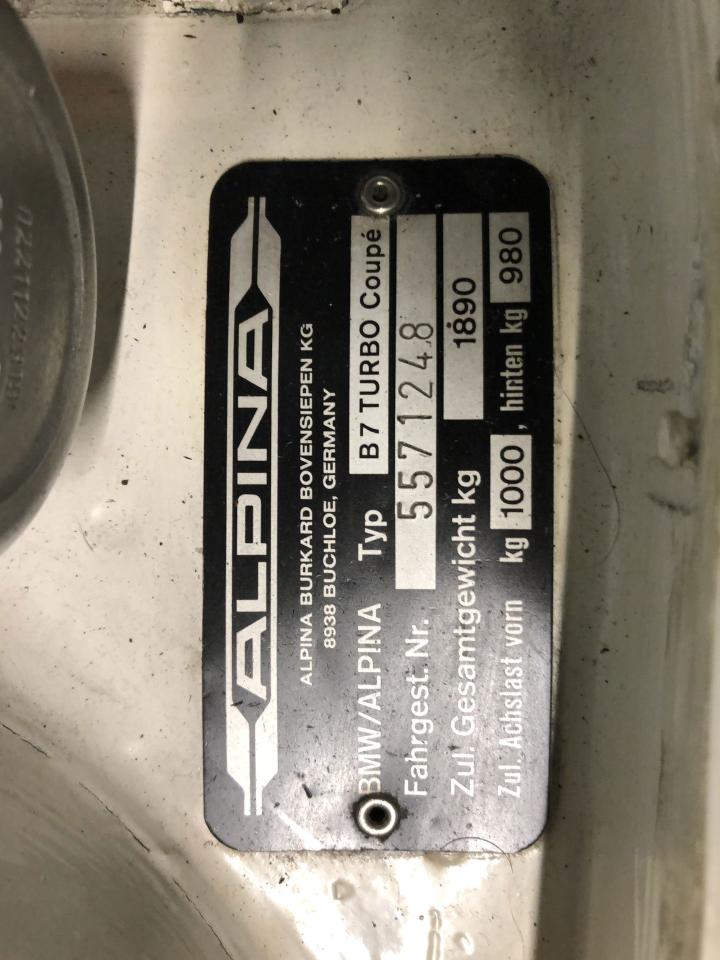 ALPINA
ALPINA BURKARD BOVENSIEPEN KG
8938 BUCHLOE, GERMANY
BMW/ALPINA Typ B7 TURBO Coupé
Fahrgest. Nr. 5571248
Zul. Gesamtgewicht kg 1890
Zul. Achslast vorn kg 1000, hinten kg 980